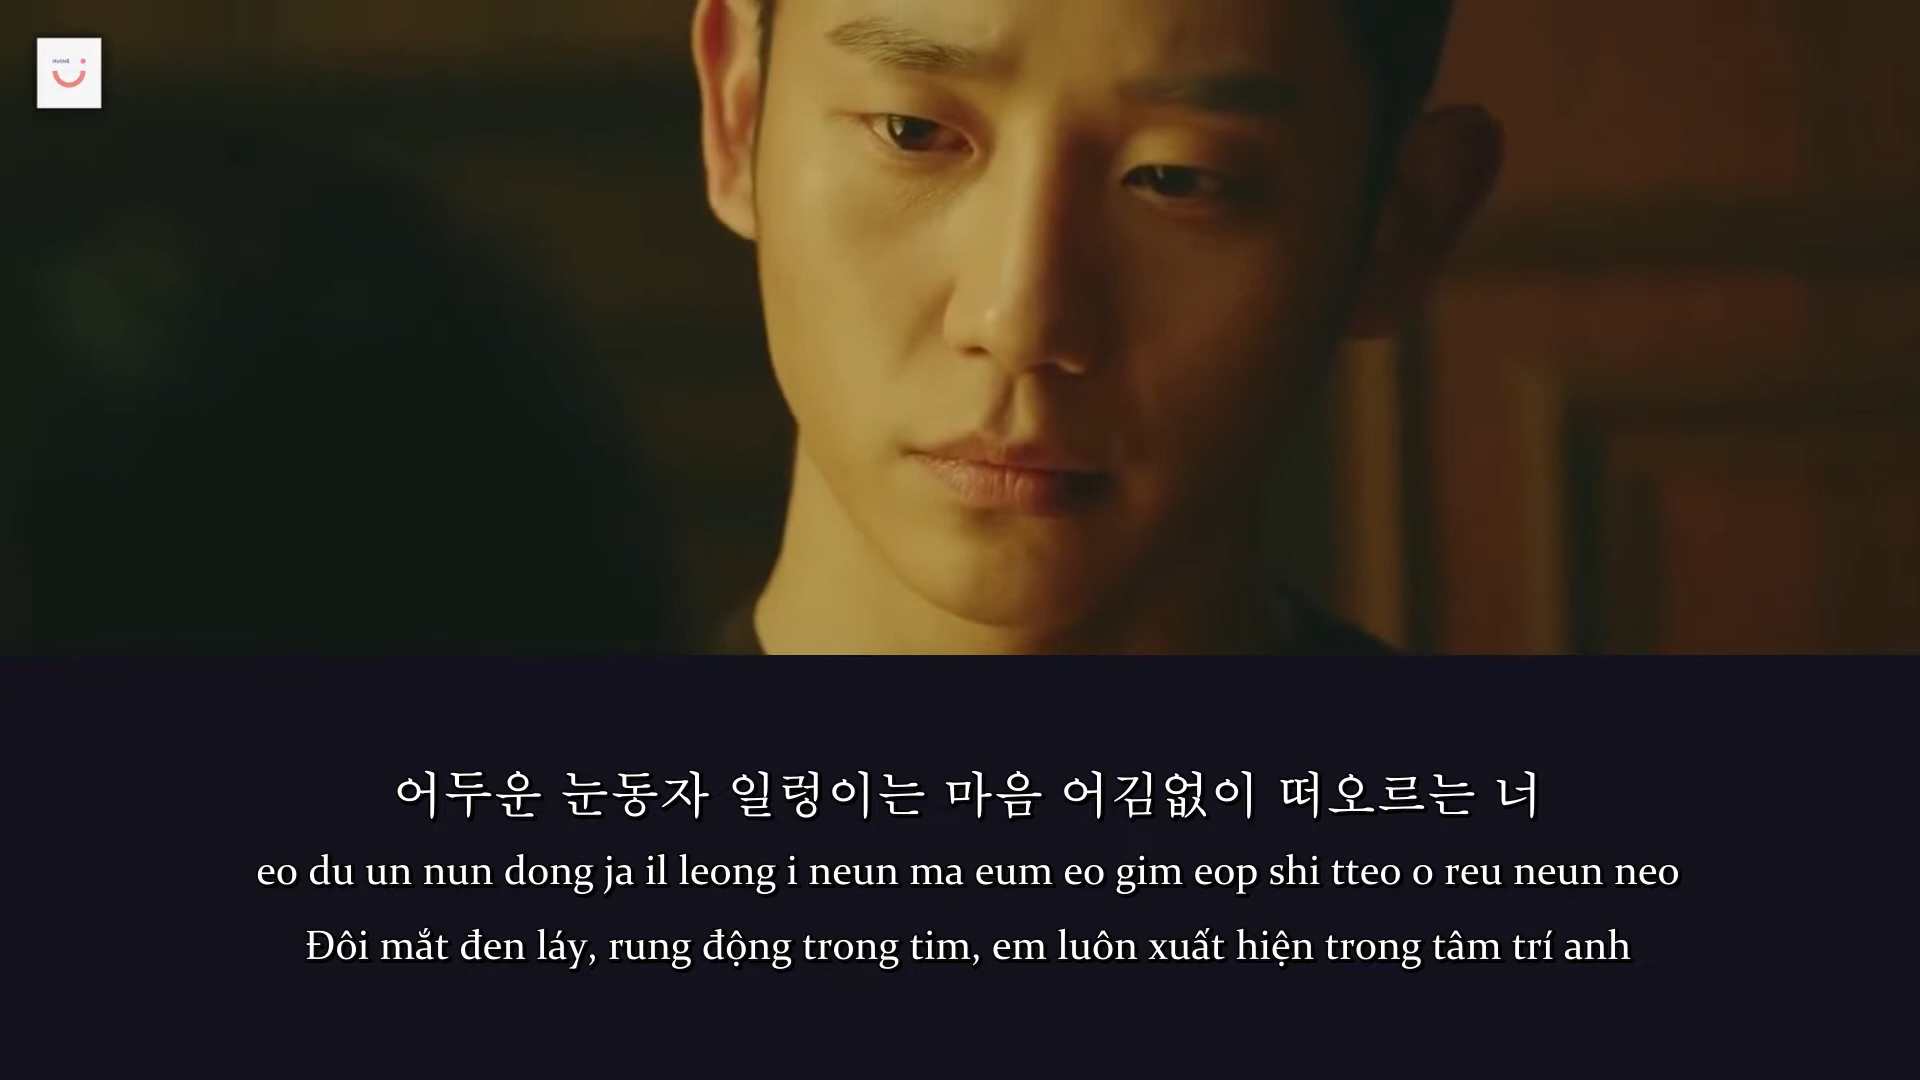 어두운 눈동자 일렁이는 마음 어김없이 떠오르는 너
eo du un nun dong ja il leong i neun ma eum eo gim eop shi tteo o reu neun neo
Đôi mắt đen láy, rung động trong tim, em luôn xuất hiện trong tâm trí anh